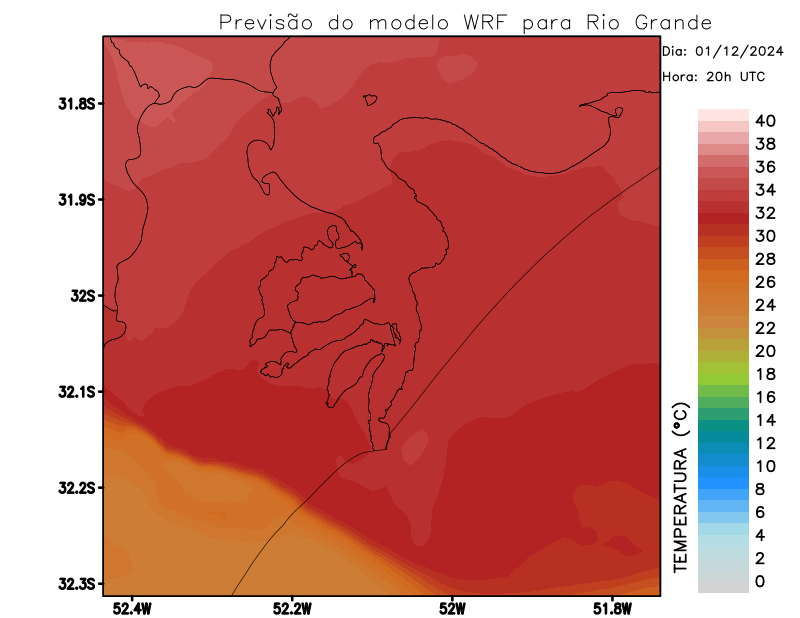 Previsão do modelo WRF para Rio Grande
Dia: 01/12/2024
Hora: 20h UTC
31.8S
31.9S
32S
32.1S
32.2S
32.3S
52.4W
52.2W
52W
51.8W
TEMPERATURA (°C)
40
38
36
34
32
30
28
26
24
22
20
18
16
14
12
10
8
6
4
2
0